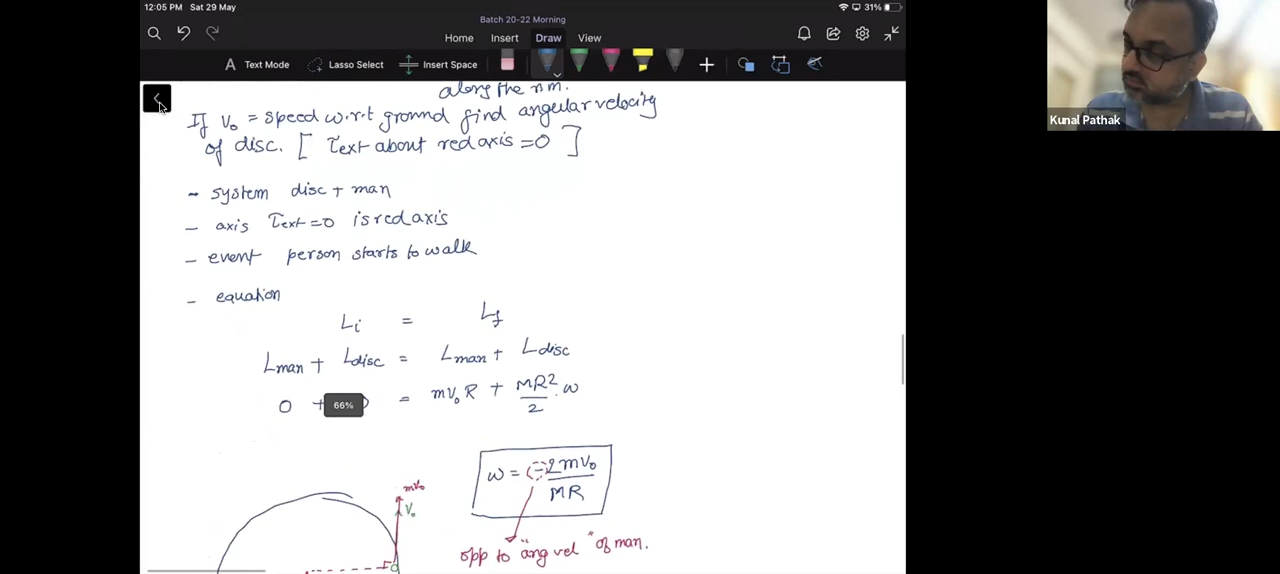 12:05 PM Sat 29 May
31%
Batch 20-22 Morning
Home Insert Draw View
Text Mode Lasso Select Insert Space
Kunal Pathak
along the rim.
If v₀ = speed w.r.t ground find angular velocity
of disc. [ τext about red axis = 0 ]
- system disc + man
- axis τext = 0 is red axis
- event person starts to walk
- equation
Li = Lf
Lman + Ldisc = Lman + Ldisc
0 + = mv₀R + MR²/2 . ω
66%
ω = -2mv₀/MR
mv₀
v₀
opp to "ang vel" of man.